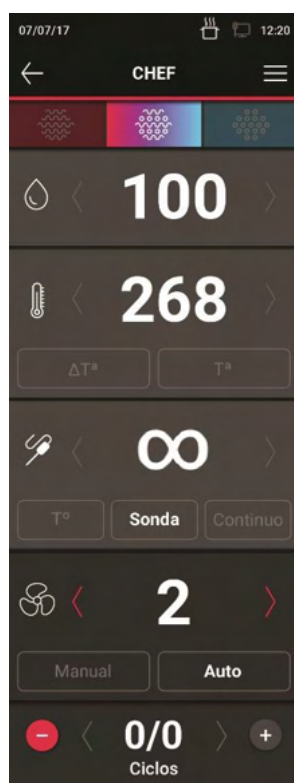 07/07/17 12:20
CHEF
100
268
ΔTª Tª
∞
Tº Sonda Continuo
2
Manual Auto
- 0/0 +
Ciclos